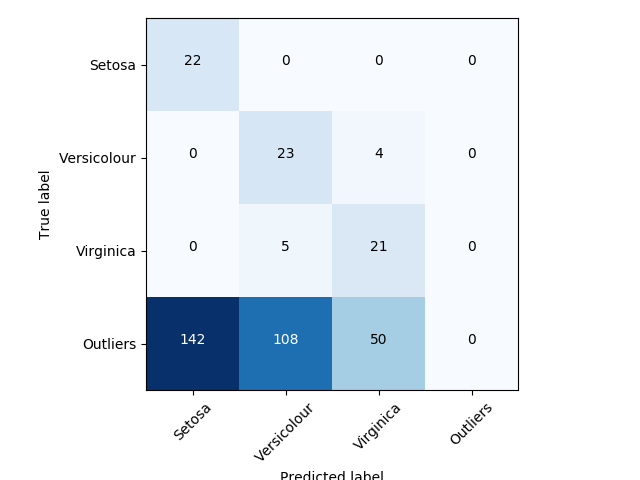 Setosa 22 0 0 0
Versicolour 0 23 4 0
Virginica 0 5 21 0
Outliers 142 108 50 0
True label
Setosa Versicolour Virginica Outliers
Predicted label